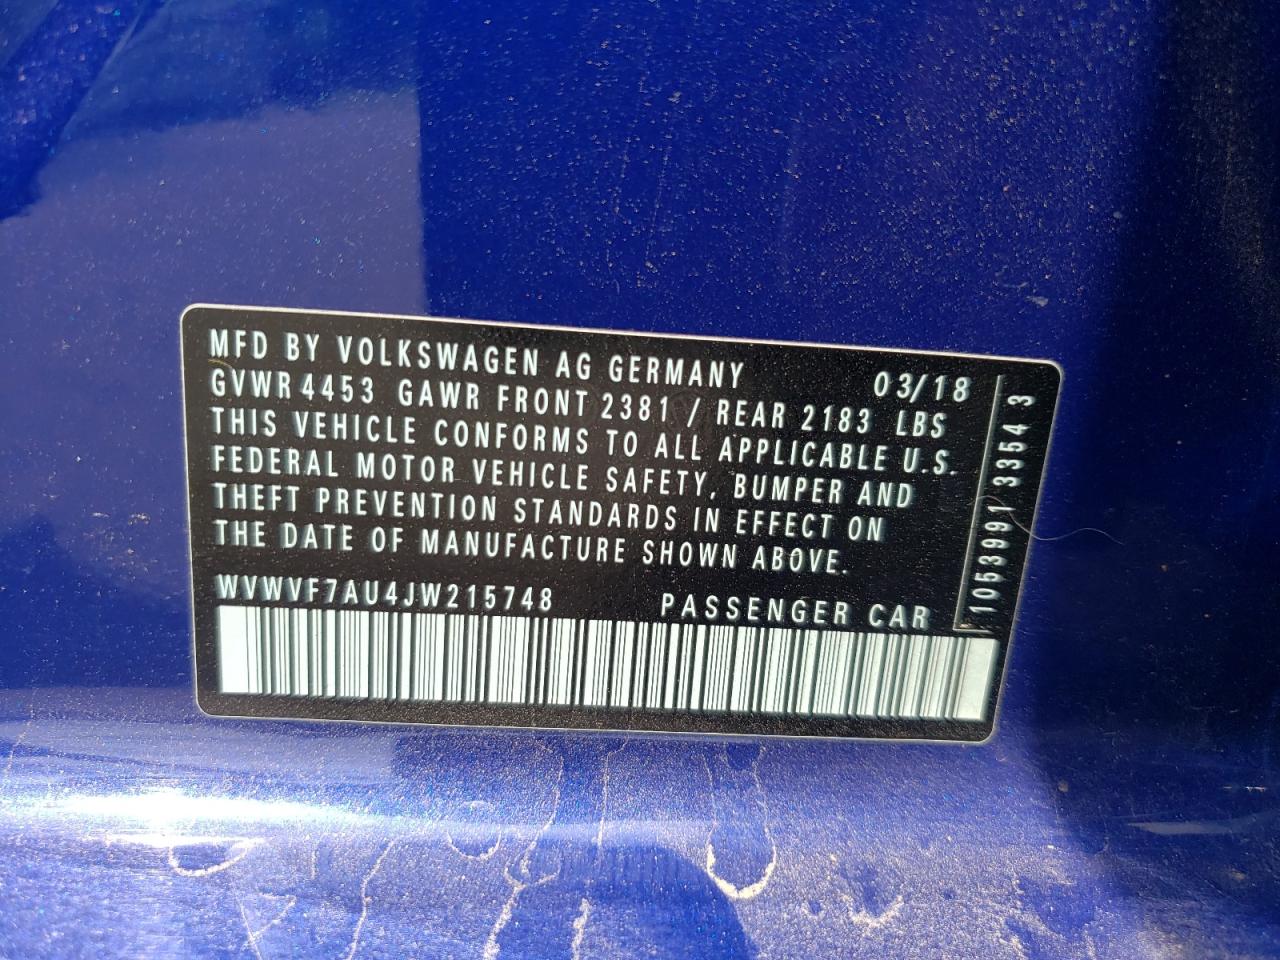 MFD BY VOLKSWAGEN AG GERMANY 03/18
GVWR 4453 GAWR FRONT 2381 / REAR 2183 LBS
THIS VEHICLE CONFORMS TO ALL APPLICABLE U.S.
FEDERAL MOTOR VEHICLE SAFETY, BUMPER AND
THEFT PREVENTION STANDARDS IN EFFECT ON
THE DATE OF MANUFACTURE SHOWN ABOVE.
WVWVF7AU4JW215748 PASSENGER CAR
1053991 3354 3